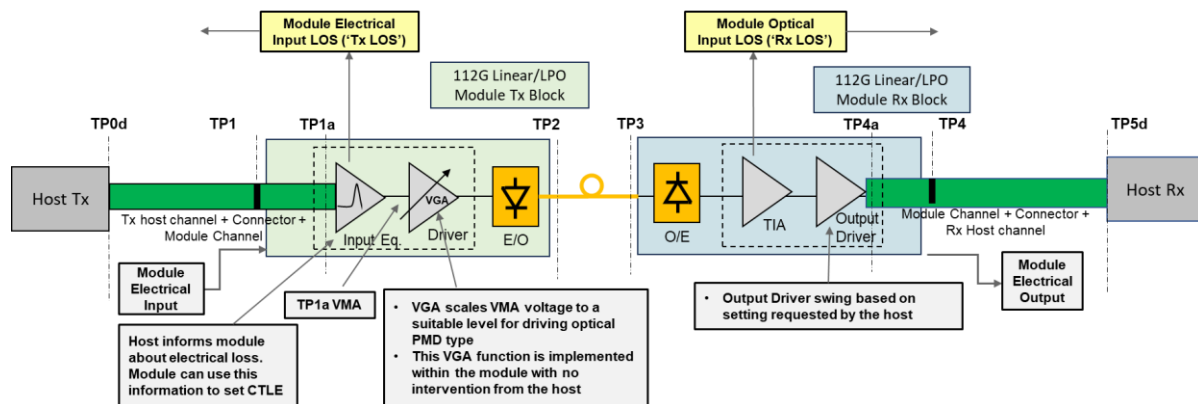 Module Electrical
Input LOS (‘Tx LOS’)
Module Optical
Input LOS (‘Rx LOS’)
112G Linear/LPO
Module Tx Block
112G Linear/LPO
Module Rx Block
TP0d
TP1
TP1a
TP2
TP3
TP4a
TP4
TP5d
Host Tx
VGA
Host Rx
Tx host channel + Connector +
Module Channel
Input Eq.
Driver
E/O
O/E
TIA
Output
Driver
Module Channel + Connector +
Rx Host channel
Module
Electrical
Input
TP1a VMA
Host informs module
about electrical loss.
Module can use this
information to set CTLE
• VGA scales VMA voltage to a
suitable level for driving optical
PMD type
• This VGA function is implemented
within the module with no
intervention from the host
• Output Driver swing based on
setting requested by the host
Module
Electrical
Output